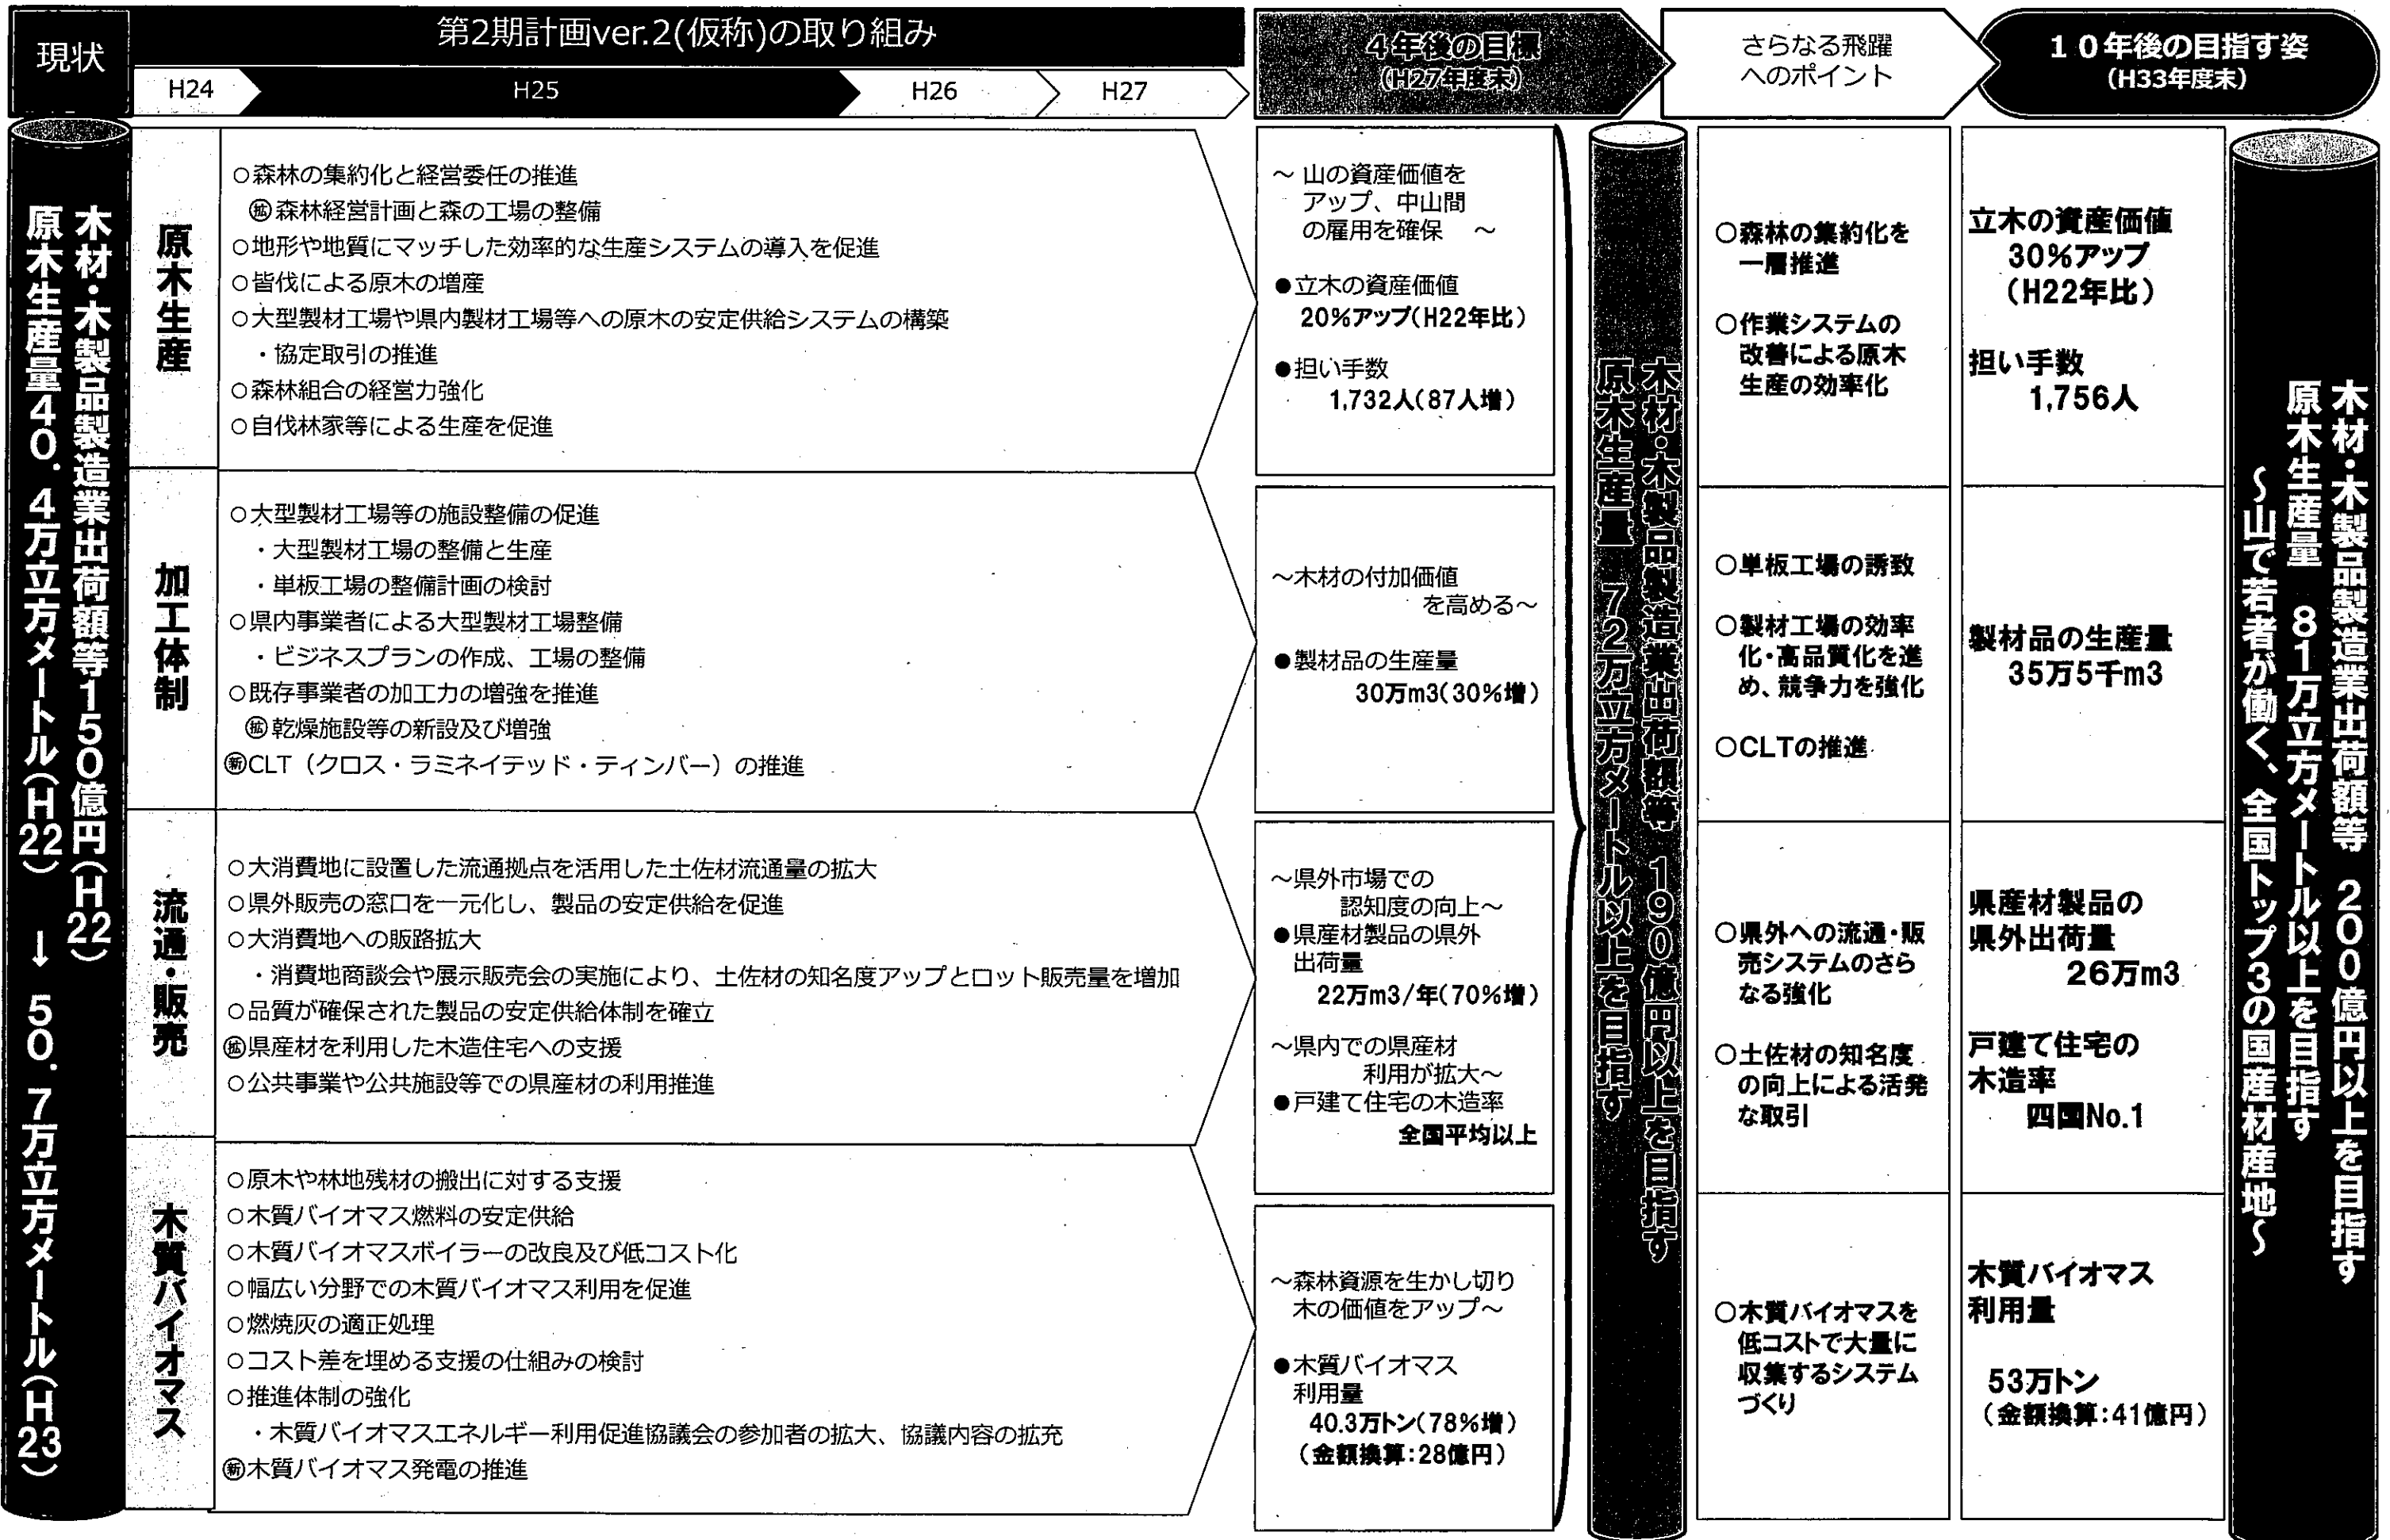 現状
第2期計画ver.2(仮称)の取り組み
H24
H25
H26
H27
4年後の目標
(H27年度末)
さらなる飛躍
へのポイント
10年後の目指す姿
(H33年度末)
木材・木製品製造業出荷額等150億円(H22)
原木生産量40.4万立方メートル(H22) → 50.7万立方メートル(H23)
原木生産
○森林の集約化と経営委任の推進
㊑森林経営計画と森の工場の整備
○地形や地質にマッチした効率的な生産システムの導入を促進
○皆伐による原木の増産
○大型製材工場や県内製材工場等への原木の安定供給システムの構築
・協定取引の推進
○森林組合の経営力強化
○自伐林家等による生産を促進
～ 山の資産価値を
アップ、中山間
の雇用を確保 ～
●立木の資産価値
20%アップ(H22年比)
●担い手数
1,732人(87人増)
○森林の集約化を
一層推進
○作業システムの
改善による原木
生産の効率化
立木の資産価値
30%アップ
(H22年比)
担い手数
1,756人
加工体制
○大型製材工場等の施設整備の促進
・大型製材工場の整備と生産
・単板工場の整備計画の検討
○県内事業者による大型製材工場整備
・ビジネスプランの作成、工場の整備
○既存事業者の加工力の増強を推進
拡乾燥施設等の新設及び増強
新CLT（クロス・ラミネイテッド・ティンバー）の推進
～木材の付加価値
を高める～
●製材品の生産量
30万m3(30%増)
○単板工場の誘致
○製材工場の効率
化・高品質化を進
め、競争力を強化
○CLTの推進
製材品の生産量
35万5千m3
流通・販売
○大消費地に設置した流通拠点を活用した土佐材流通量の拡大
○県外販売の窓口を一元化し、製品の安定供給を促進
○大消費地への販路拡大
・消費地商談会や展示販売会の実施により、土佐材の知名度アップとロット販売量を増加
○品質が確保された製品の安定供給体制を確立
拡県産材を利用した木造住宅への支援
○公共事業や公共施設等での県産材の利用推進
～県外市場での
認知度の向上～
●県産材製品の県外
出荷量
22万m3/年(70%増)
～県内での県産材
利用が拡大～
●戸建て住宅の木造率
全国平均以上
○県外への流通・販
売システムのさら
なる強化
○土佐材の知名度
の向上による活発
な取引
県産材製品の
県外出荷量
26万m3
戸建て住宅の
木造率
四国No.1
木質バイオマス
○原木や林地残材の搬出に対する支援
○木質バイオマス燃料の安定供給
○木質バイオマスボイラーの改良及び低コスト化
○幅広い分野での木質バイオマス利用を促進
○燃焼灰の適正処理
○コスト差を埋める支援の仕組みの検討
○推進体制の強化
・木質バイオマスエネルギー利用促進協議会の参加者の拡大、協議内容の拡充
新木質バイオマス発電の推進
～森林資源を生かし切り
木の価値をアップ～
●木質バイオマス
利用量
40.3万トン(78%増)
(金額換算:28億円)
○木質バイオマスを
低コストで大量に
収集するシステム
づくり
木質バイオマス
利用量
53万トン
(金額換算:41億円)
木材・木製品製造業出荷額等 190億円以上を目指す
原木生産量 72万立方メートル以上を目指す
木材・木製品製造業出荷額等 200億円以上を目指す
原木生産量 81万立方メートル以上を目指す
～山で若者が働く、全国トップ3の国産材産地～